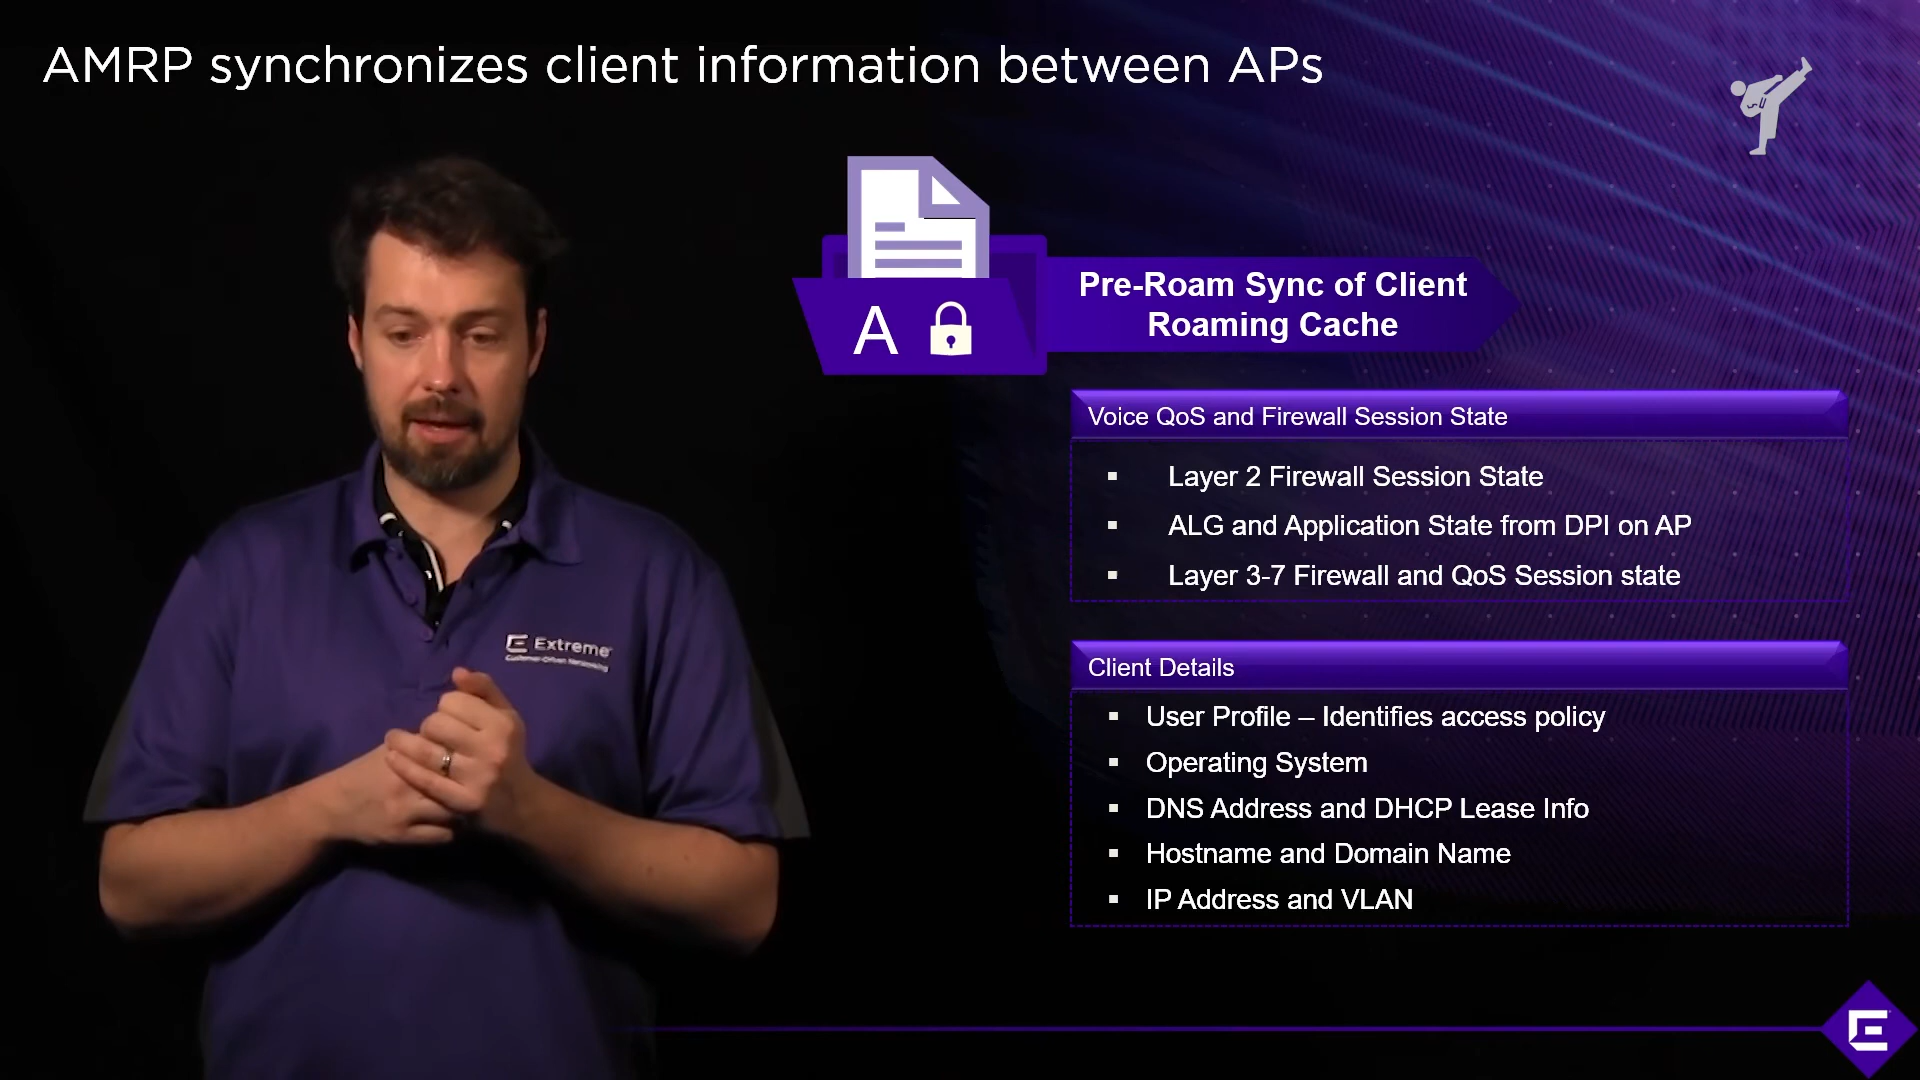 AMRP synchronizes client information between APs
A
Pre-Roam Sync of Client
Roaming Cache
Voice QoS and Firewall Session State
Layer 2 Firewall Session State
ALG and Application State from DPI on AP
Layer 3-7 Firewall and QoS Session state
Client Details
User Profile – Identifies access policy
Operating System
DNS Address and DHCP Lease Info
Hostname and Domain Name
IP Address and VLAN
Extreme
Customer-Driven Networking